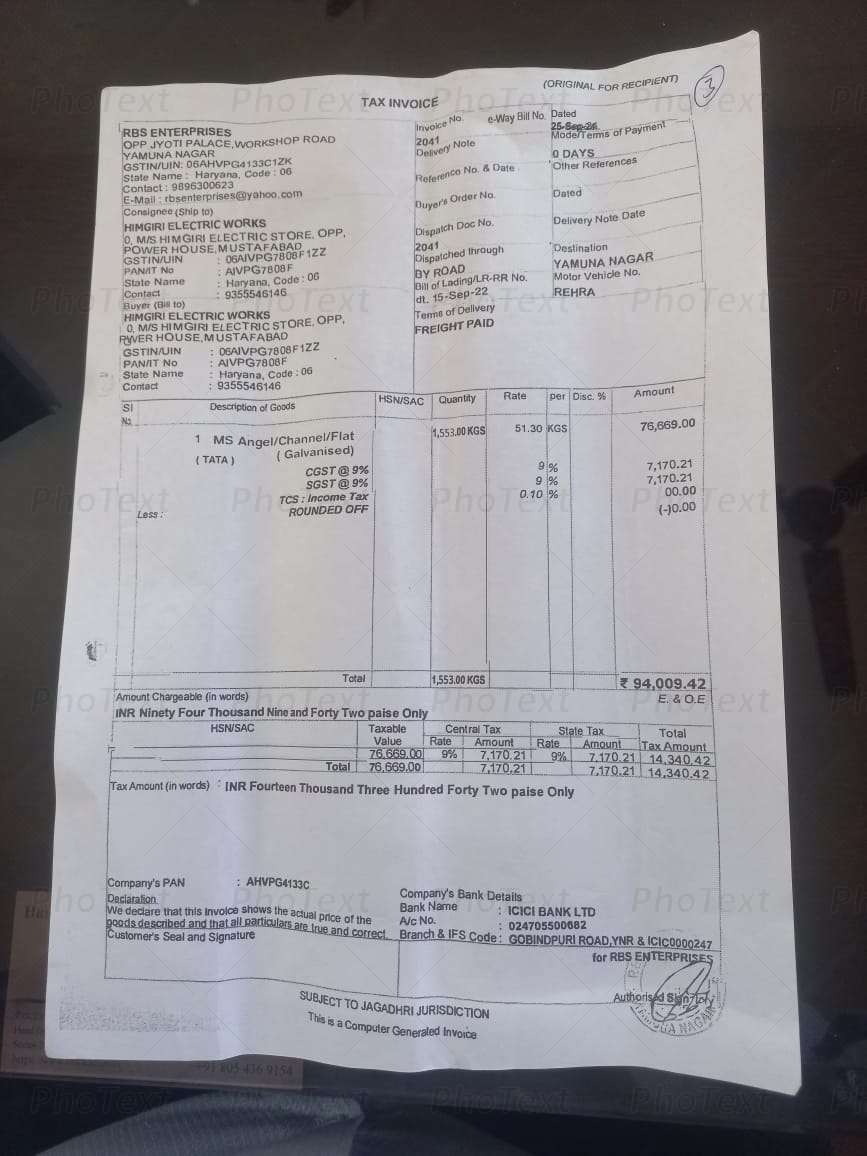 (ORIGINAL FOR RECIPIENT)
3
TAX INVOICE
RBS ENTERPRISES
OPP JYOTI PALACE,WORKSHOP ROAD
YAMUNA NAGAR
GSTIN/UIN: 06AHVPG4133C1ZK
State Name : Haryana, Code : 06
Contact : 9896300623
E-Mail : rbsenterprises@yahoo.com
Consignee (Ship to)
HIMGIRI ELECTRIC WORKS
0, M/S HIMGIRI ELECTRIC STORE, OPP,
POWER HOUSE,MUSTAFABAD
GSTIN/UIN : 06AIVPG7808F1ZZ
PAN/IT No : AIVPG7808F
State Name : Haryana, Code : 06
Contact : 9355546146
Buyer (Bill to)
HIMGIRI ELECTRIC WORKS
0, M/S HIMGIRI ELECTRIC STORE, OPP,
HOUSE,MUSTAFABAD
GSTIN/UIN : 06AIVPG7808F1ZZ
PAN/IT No : AIVPG7808F
State Name : Haryana, Code : 06
Contact : 9355546146
Invoice No. e-Way Bill No. Dated
2041 25-Sep-24
Delivery Note Mode/Terms of Payment
0 DAYS
Reference No. & Date Other References
Buyer's Order No. Dated
Dispatch Doc No. Delivery Note Date
2041
Dispatched through Destination
BY ROAD YAMUNA NAGAR
Bill of Lading/LR-RR No. Motor Vehicle No.
dt. 15-Sep-22 REHRA
Terms of Delivery
FREIGHT PAID
Sl Description of Goods HSN/SAC Quantity Rate per Disc. % Amount
No.
1 MS Angel/Channel/Flat 1,553.00 KGS 51.30 KGS 76,669.00
( TATA ) ( Galvanised)
CGST @ 9% 9 % 7,170.21
SGST @ 9% 9 % 7,170.21
TCS : Income Tax 0.10 % 00.00
Less : ROUNDED OFF (-)0.00
Total 1,553.00 KGS ₹ 94,009.42
Amount Chargeable (in words) E. & O.E
INR Ninety Four Thousand Nine and Forty Two paise Only
HSN/SAC Taxable Central Tax State Tax Total
Value Rate Amount Rate Amount Tax Amount
76,669.00 9% 7,170.21 9% 7,170.21 14,340.42
Total 76,669.00 7,170.21 7,170.21 14,340.42
Tax Amount (in words) : INR Fourteen Thousand Three Hundred Forty Two paise Only
Company's PAN : AHVPG4133C
Declaration
We declare that this Invoice shows the actual price of the
goods described and that all particulars are true and correct.
Customer's Seal and Signature
Company's Bank Details
Bank Name : ICICI BANK LTD
A/c No. : 024705500682
Branch & IFS Code : GOBINDPURI ROAD,YNR & ICIC0000247
for RBS ENTERPRISES
Authorised Signatory
SUBJECT TO JAGADHRI JURISDICTION
This is a Computer Generated Invoice
+91 805 436 9154
PhoText